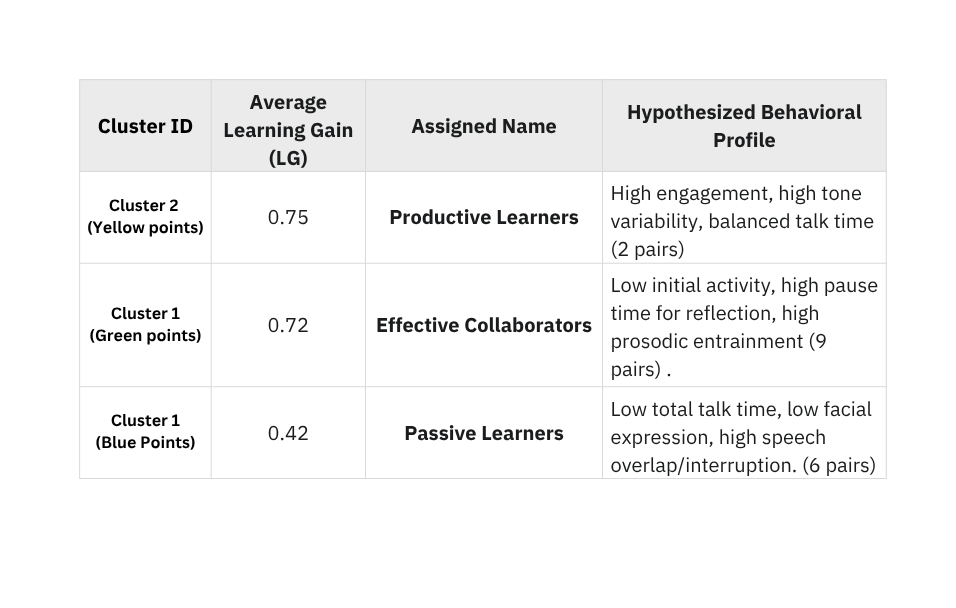 Cluster ID
Average
Learning Gain
(LG)
Assigned Name
Hypothesized Behavioral
Profile
Cluster 2
(Yellow points)
0.75
Productive Learners
High engagement, high tone
variability, balanced talk time
(2 pairs)
Cluster 1
(Green points)
0.72
Effective Collaborators
Low initial activity, high pause
time for reflection, high
prosodic entrainment (9
pairs) .
Cluster 1
(Blue Points)
0.42
Passive Learners
Low total talk time, low facial
expression, high speech
overlap/interruption. (6 pairs)